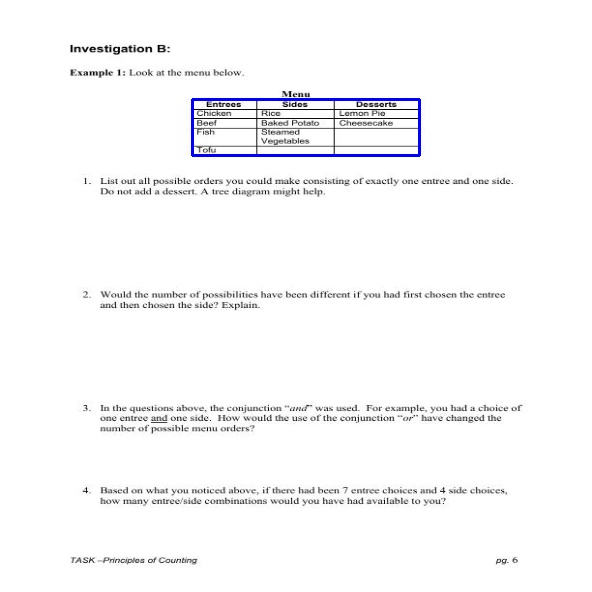 Investigation B:
Example 1: Look at the menu below.
Menu
Entrees Sides Desserts
Chicken Rice Lemon Pie
Beef Baked Potato Cheesecake
Fish Steamed
Vegetables
Tofu
1. List out all possible orders you could make consisting of exactly one entree and one side.
Do not add a dessert. A tree diagram might help.
2. Would the number of possibilities have been different if you had first chosen the entree
and then chosen the side? Explain.
3. In the questions above, the conjunction "and" was used. For example, you had a choice of
one entree and one side. How would the use of the conjunction "or" have changed the
number of possible menu orders?
4. Based on what you noticed above, if there had been 7 entree choices and 4 side choices,
how many entree/side combinations would you have had available to you?
TASK –Principles of Counting pg. 6